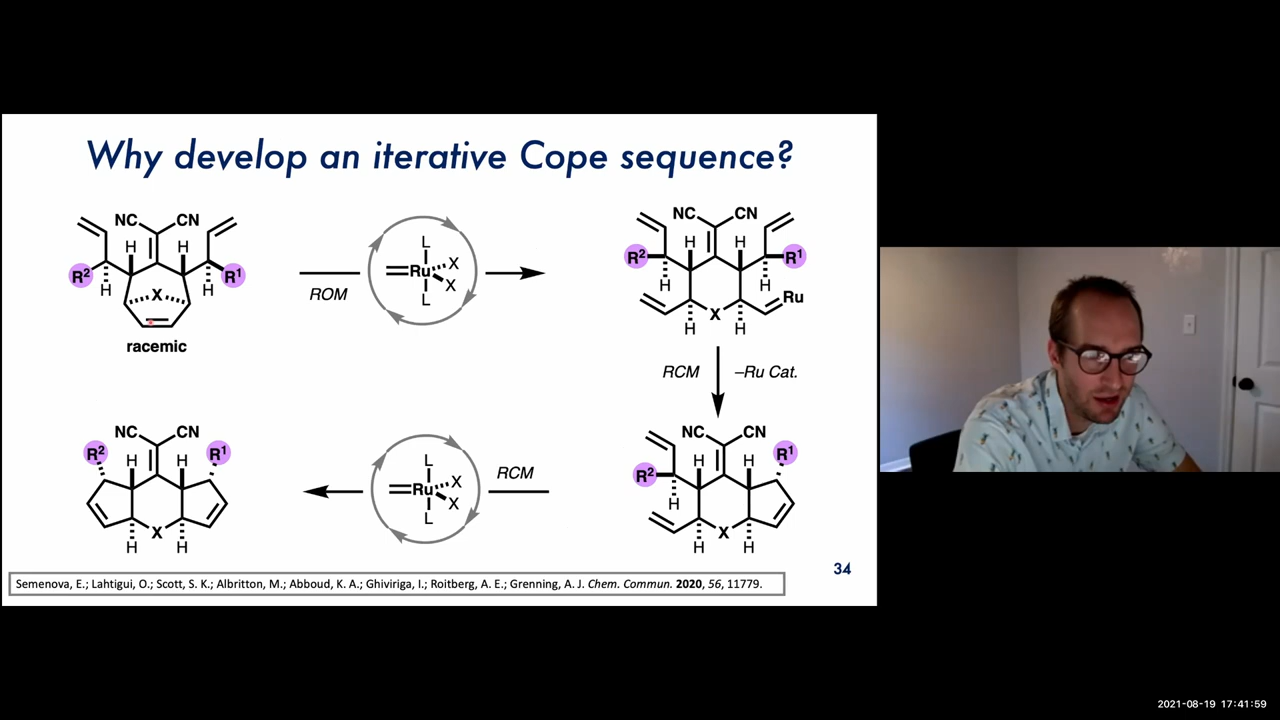 Why develop an iterative Cope sequence?
NC CN
H H
R² R¹
H H
X
racemic
ROM
L
Ru X
X
L
NC CN
H H
R² R¹
H H
Ru
X
H H
RCM –Ru Cat.
NC CN
R² H H R¹
X
H H
L
Ru X
X
L
RCM
NC CN
H H R¹
R²
H
X
H H
34
Semenova, E.; Lahtigui, O.; Scott, S. K.; Albritton, M.; Abboud, K. A.; Ghiviriga, I.; Roitberg, A. E.; Grenning, A. J. Chem. Commun. 2020, 56, 11779.
2021-08-19 17:41:59